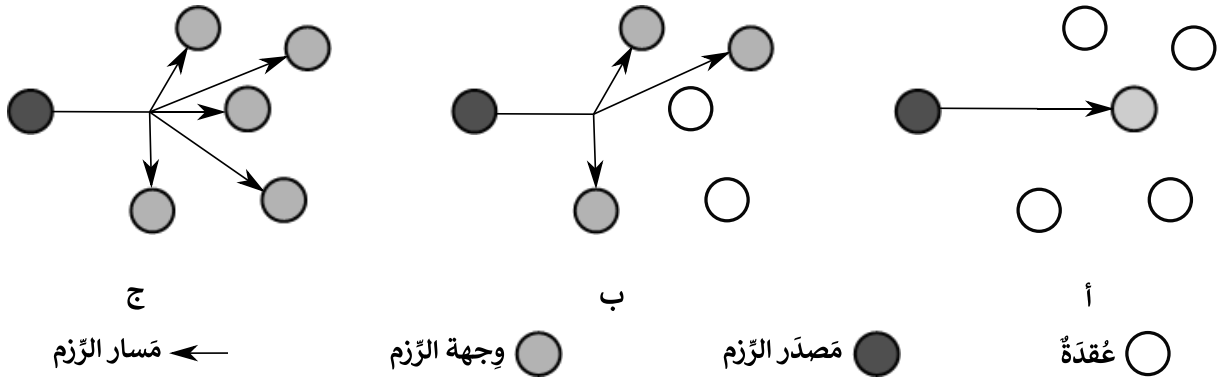 أ ب ج
عُقدَةٌ مَصدَر الرِّزم وِجهة الرِّزم مَسار الرِّزم